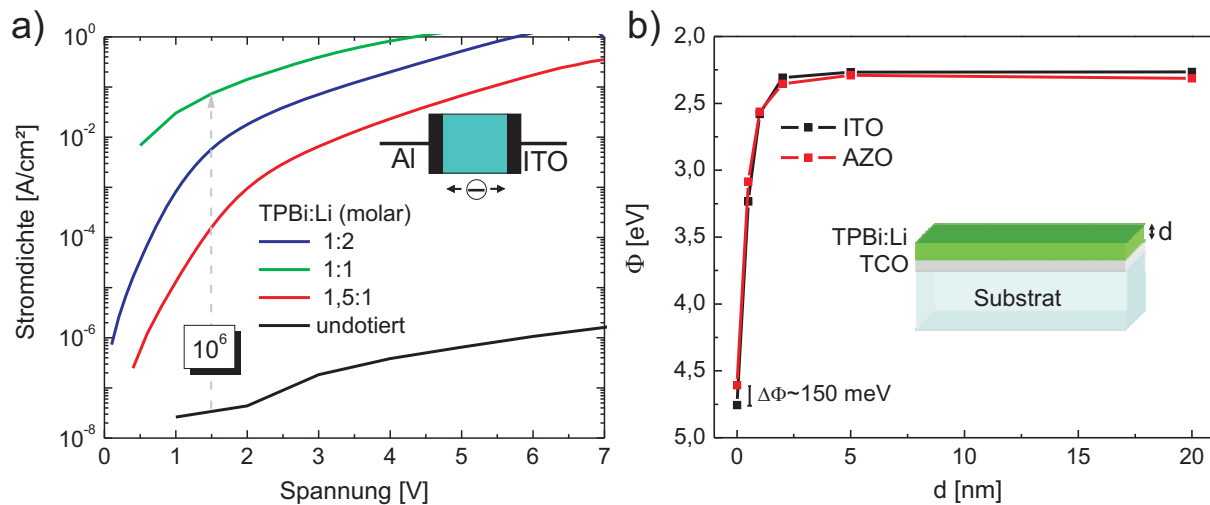 a)
Stromdichte [A/cm²]
10⁰
10⁻²
10⁻⁴
10⁻⁶
10⁻⁸
0 1 2 3 4 5 6 7
Spannung [V]
Al
ITO
TPBi:Li (molar)
1:2
1:1
1,5:1
undotiert
10⁶
b)
Φ [eV]
2,0
2,5
3,0
3,5
4,0
4,5
5,0
0 5 10 15 20
d [nm]
ITO
AZO
TPBi:Li
d
TCO
Substrat
ΔΦ~150 meV